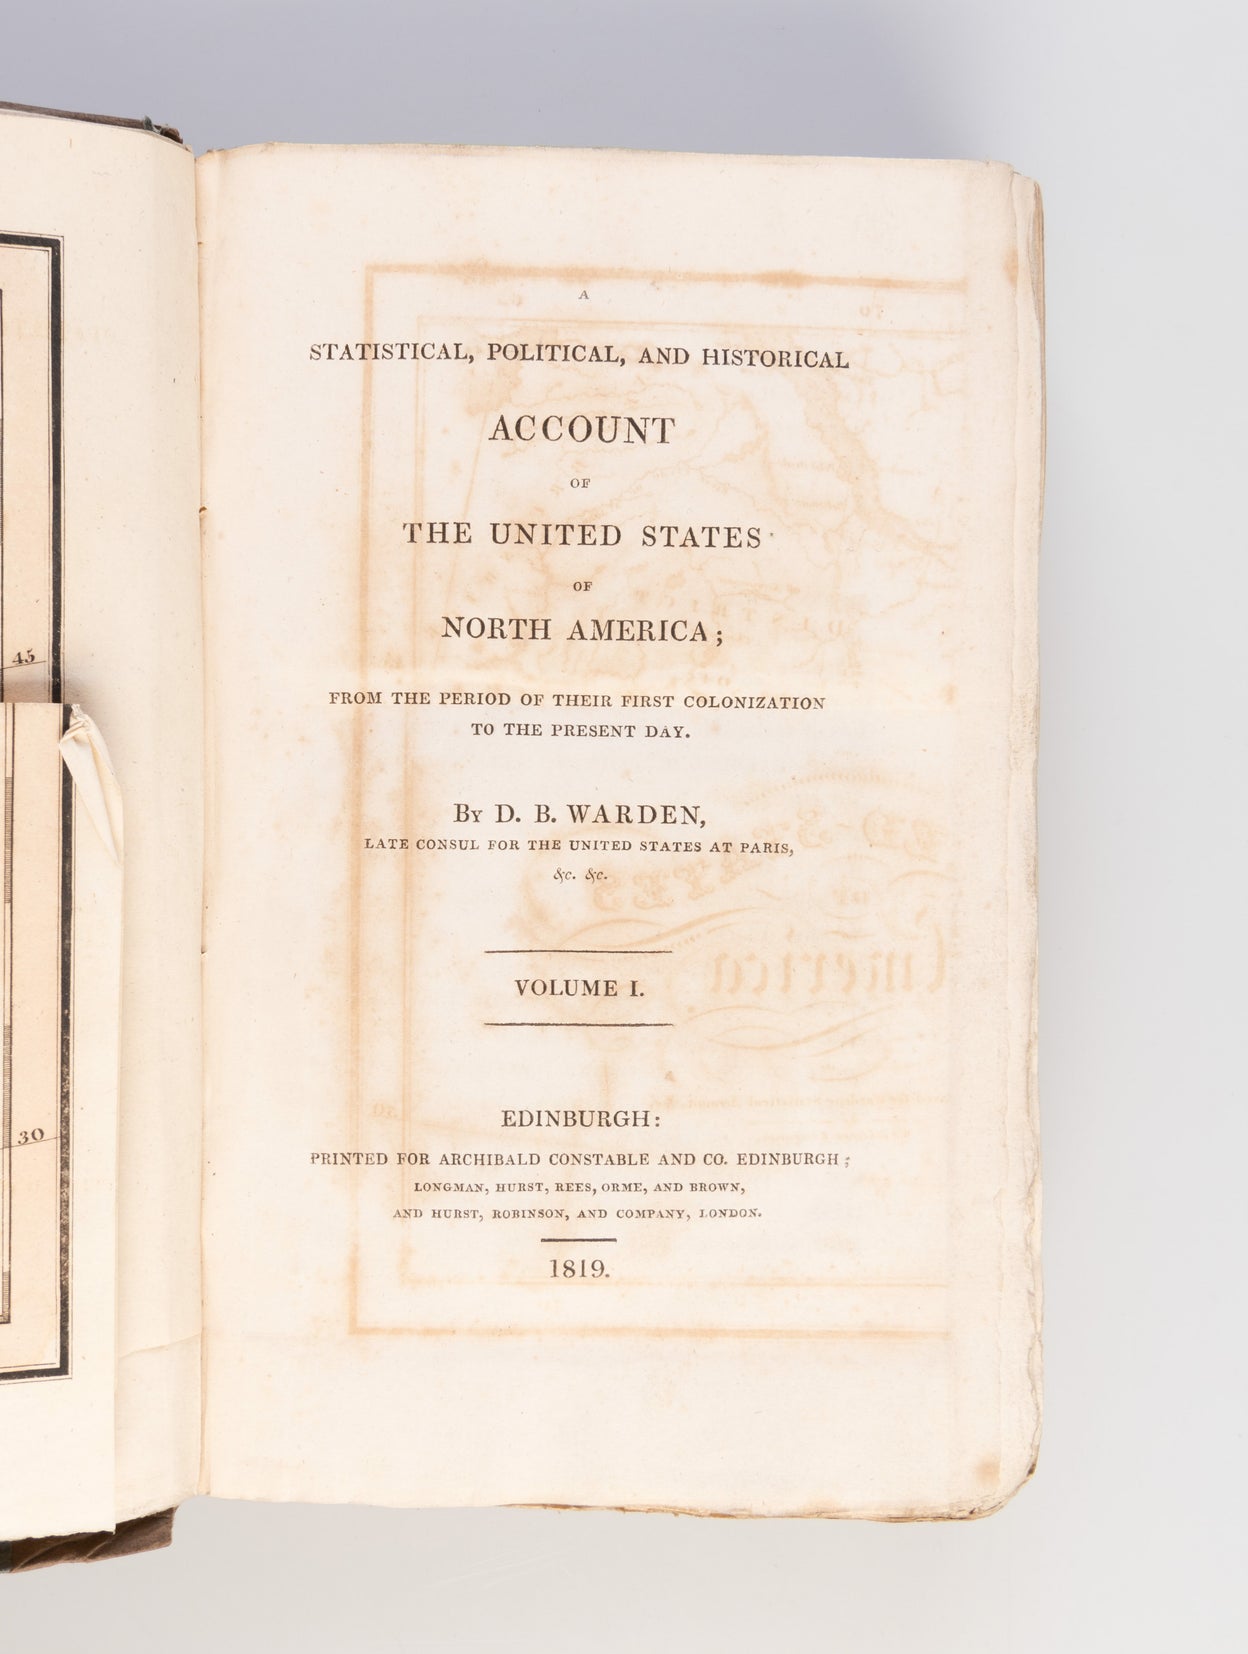 45
30
A
STATISTICAL, POLITICAL, AND HISTORICAL
ACCOUNT
OF
THE UNITED STATES
OF
NORTH AMERICA;
FROM THE PERIOD OF THEIR FIRST COLONIZATION
TO THE PRESENT DAY.
By D. B. WARDEN,
LATE CONSUL FOR THE UNITED STATES AT PARIS,
&c. &c.
VOLUME I.
EDINBURGH:
PRINTED FOR ARCHIBALD CONSTABLE AND CO. EDINBURGH;
LONGMAN, HURST, REES, ORME, AND BROWN,
AND HURST, ROBINSON, AND COMPANY, LONDON.
1819.